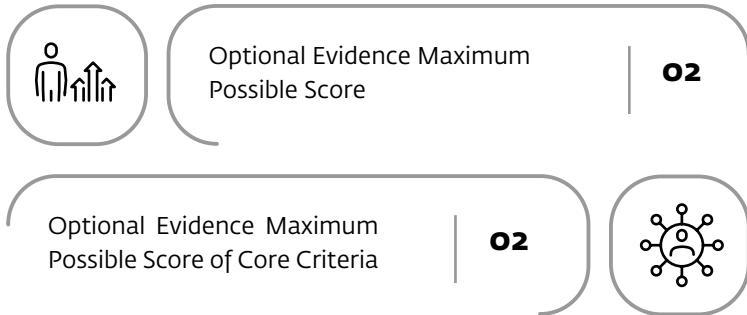 Optional Evidence Maximum
Possible Score
02
Optional Evidence Maximum
Possible Score of Core Criteria
02